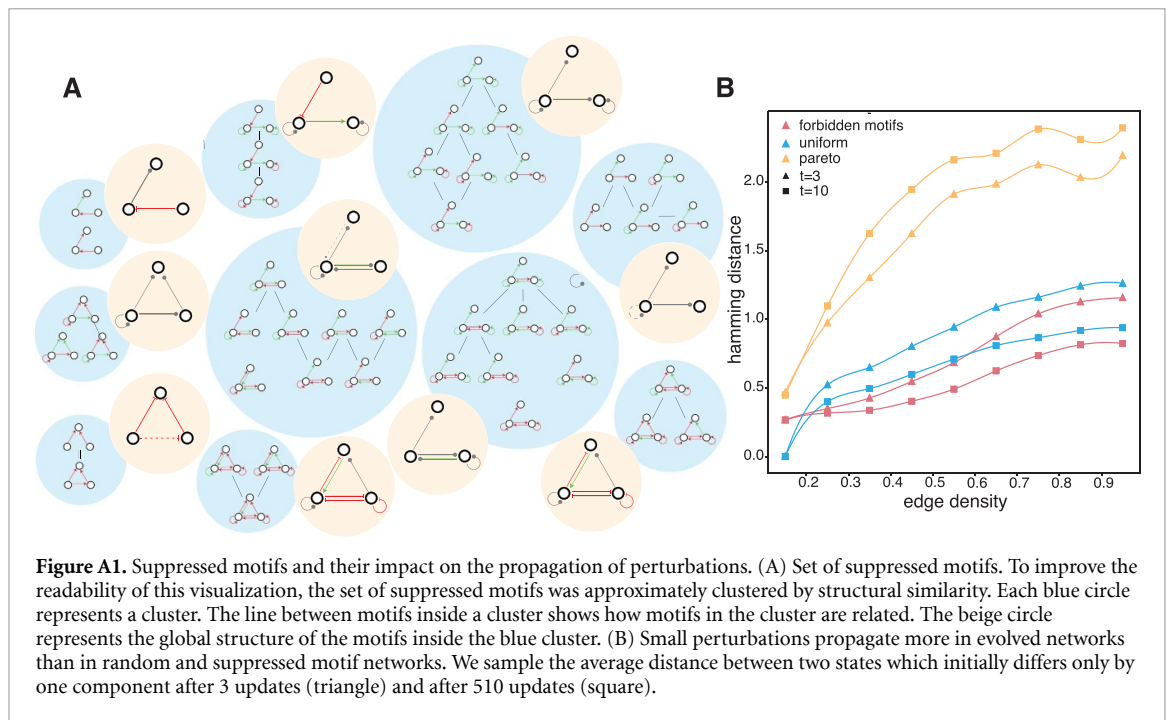 A
B
forbidden motifs
uniform
pareto
t=3
t=10
2.0
1.5
1.0
0.5
0.0
hamming distance
0.2 0.3 0.4 0.5 0.6 0.7 0.8 0.9
edge density
Figure A1. Suppressed motifs and their impact on the propagation of perturbations. (A) Set of suppressed motifs. To improve the
readability of this visualization, the set of suppressed motifs was approximately clustered by structural similarity. Each blue circle
represents a cluster. The line between motifs inside a cluster shows how motifs in the cluster are related. The beige circle
represents the global structure of the motifs inside the blue cluster. (B) Small perturbations propagate more in evolved networks
than in random and suppressed motif networks. We sample the average distance between two states which initially differs only by
one component after 3 updates (triangle) and after 510 updates (square).